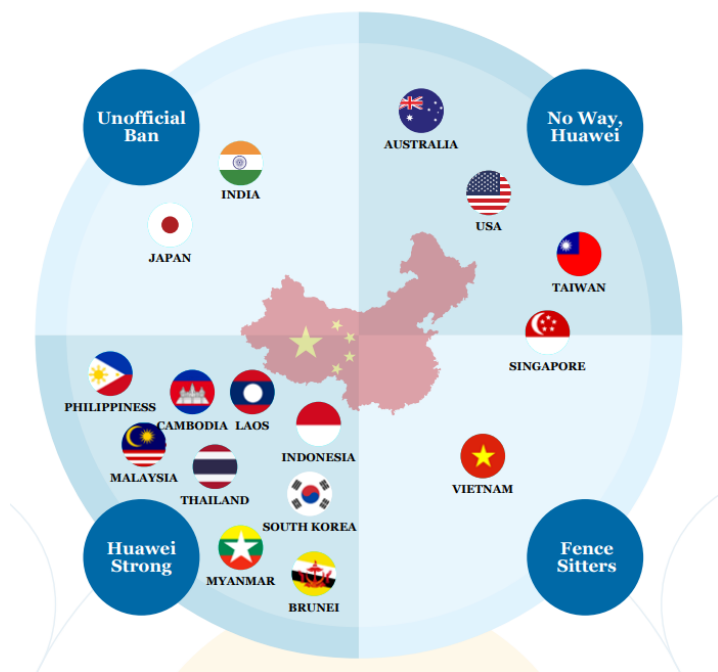 Unofficial
Ban
No Way,
Huawei
AUSTRALIA
INDIA
USA
JAPAN
TAIWAN
SINGAPORE
PHILIPPINESS
CAMBODIA
LAOS
INDONESIA
MALAYSIA
THAILAND
VIETNAM
SOUTH KOREA
Huawei
Strong
MYANMAR
BRUNEI
Fence
Sitters